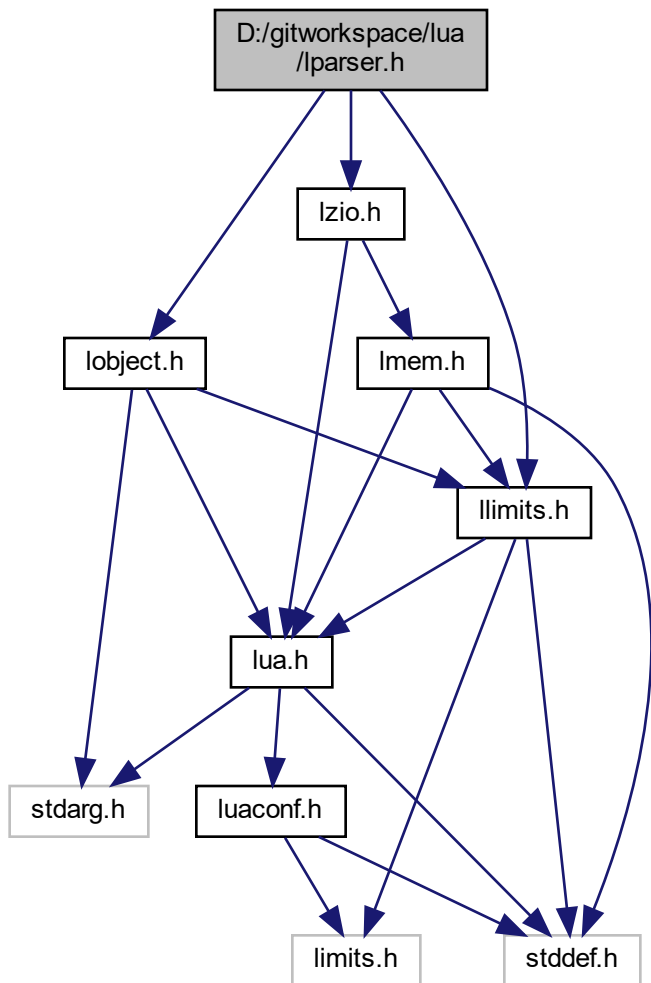 D:/gitworkspace/lua
/lparser.h
lzio.h
lobject.h
lmem.h
llimits.h
lua.h
stdarg.h
luaconf.h
limits.h
stddef.h